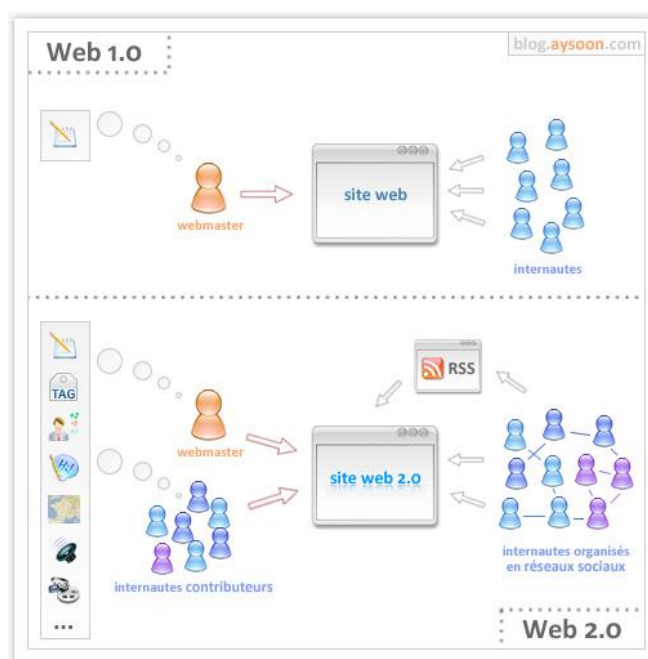 Web 1.0
blog.aysoon.com
site web
webmaster
internautes
RSS
TAG
webmaster
site web 2.0
internautes contributeurs
internautes organisés
en réseaux sociaux
...
Web 2.0